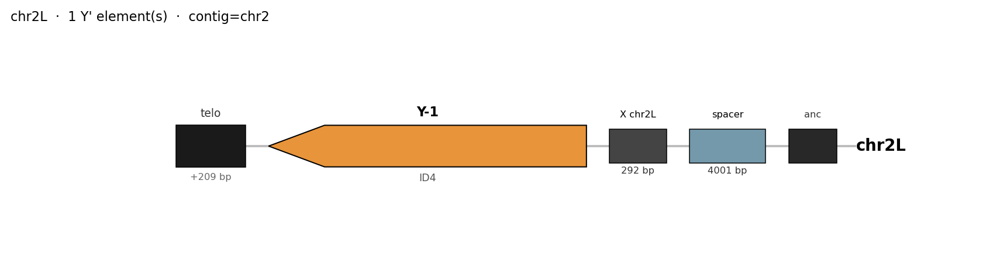 chr2L · 1 Y' element(s) · contig=chr2
telo
Y-1
X chr2L
spacer
anc
chr2L
+209 bp
ID4
292 bp
4001 bp